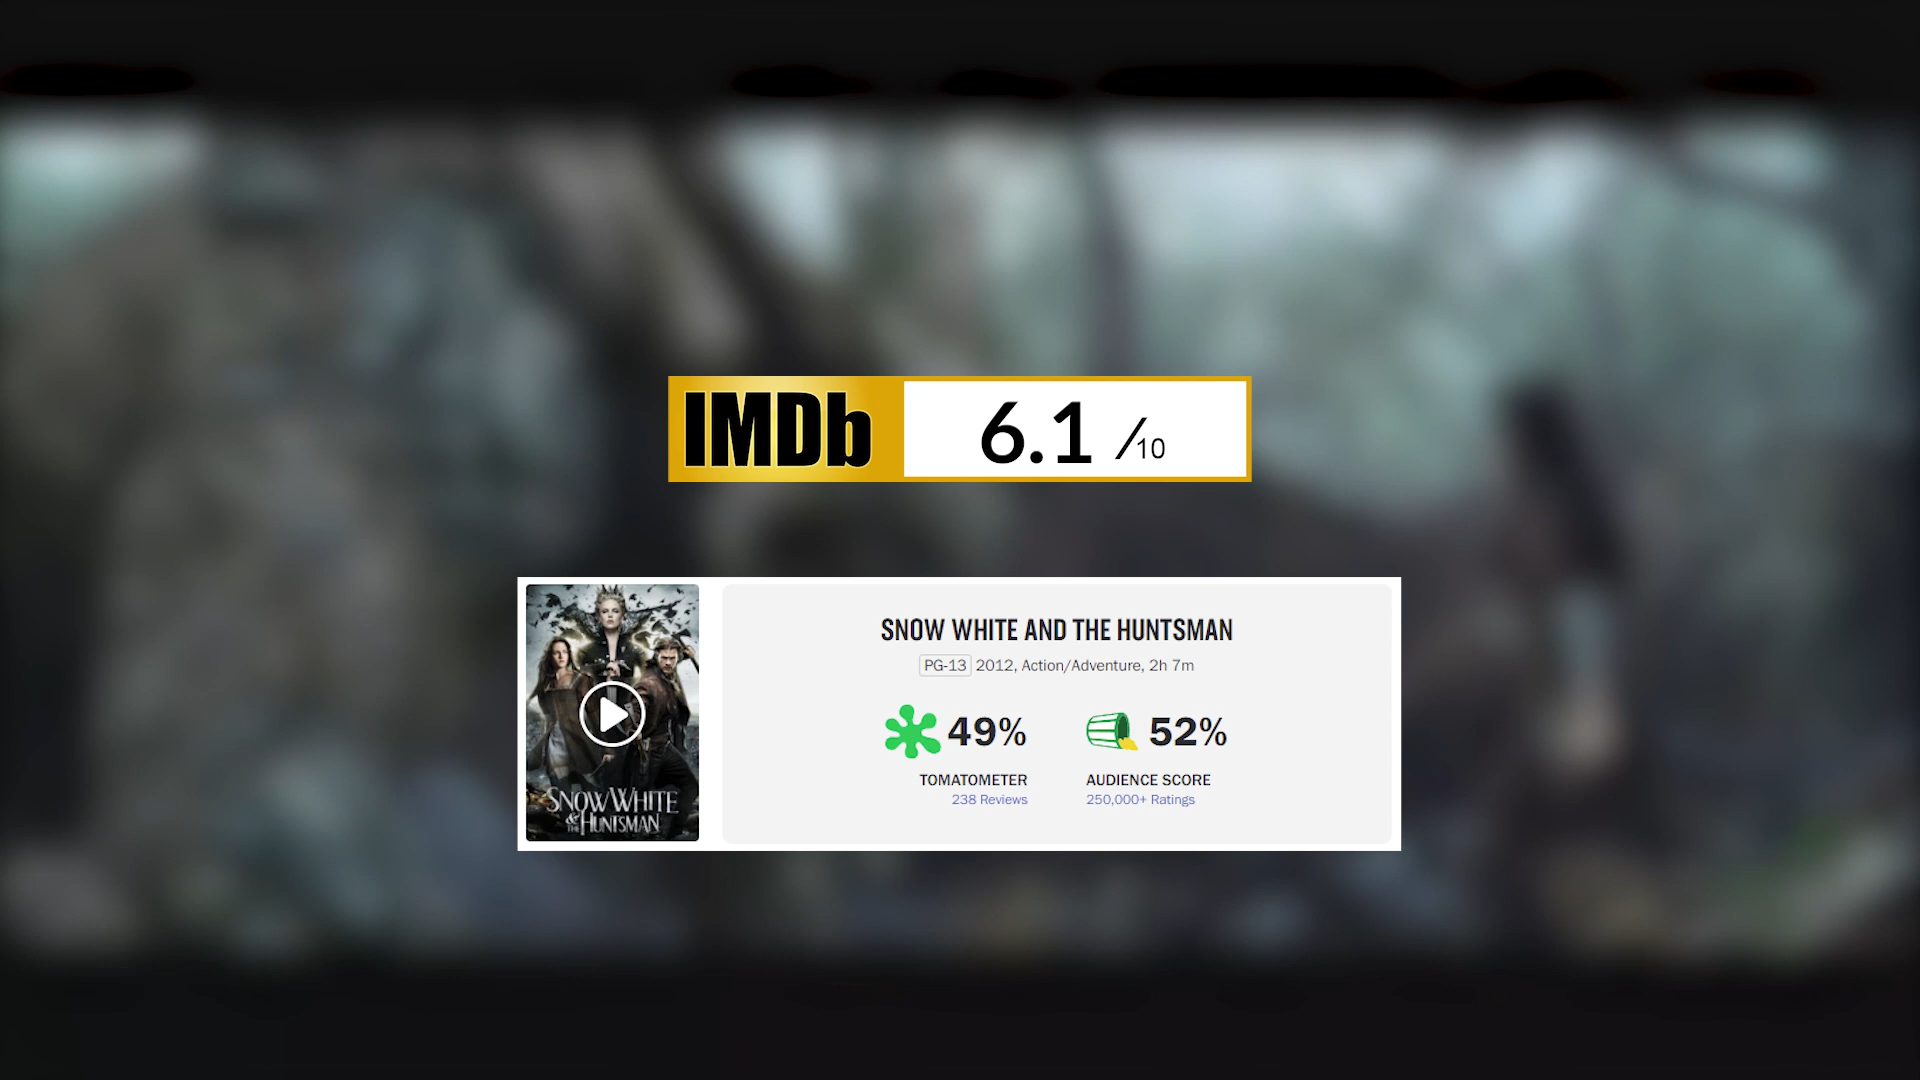 IMDb 6.1 /10
SNOW WHITE AND THE HUNTSMAN
PG-13 2012, Action/Adventure, 2h 7m
49% 52%
TOMATOMETER AUDIENCE SCORE
238 Reviews 250,000+ Ratings
SNOW WHITE
& THE HUNTSMAN